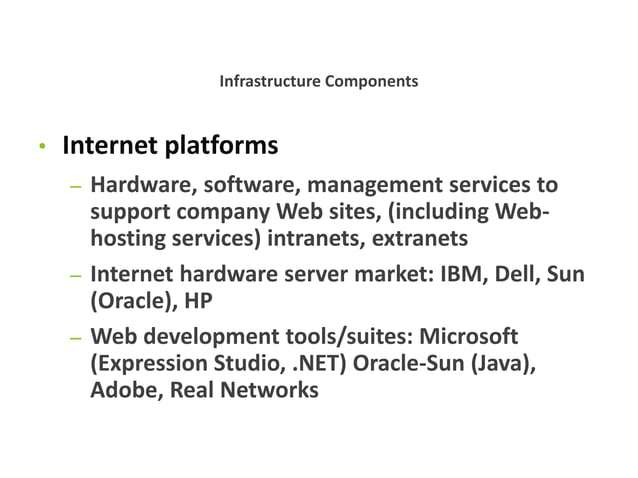 Infrastructure Components
• Internet platforms
– Hardware, software, management services to
support company Web sites, (including Web-
hosting services) intranets, extranets
– Internet hardware server market: IBM, Dell, Sun
(Oracle), HP
– Web development tools/suites: Microsoft
(Expression Studio, .NET) Oracle-Sun (Java),
Adobe, Real Networks